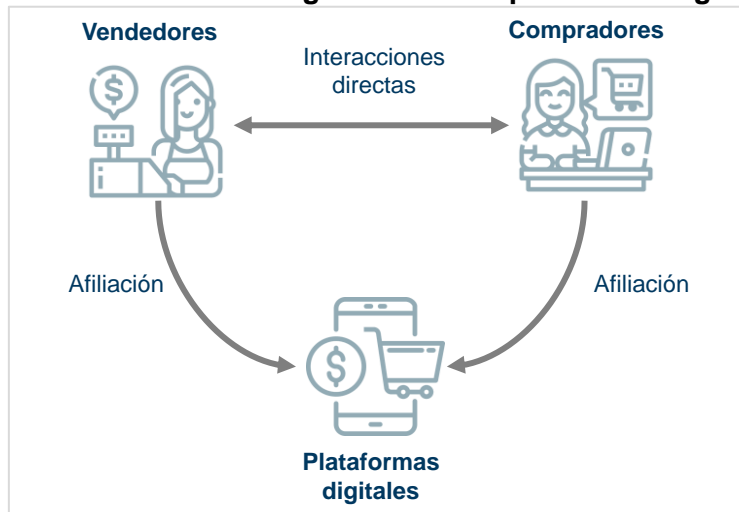 Vendedores
Compradores
Interacciones
directas
$
i
Afiliación
Afiliación
$
Plataformas
digitales